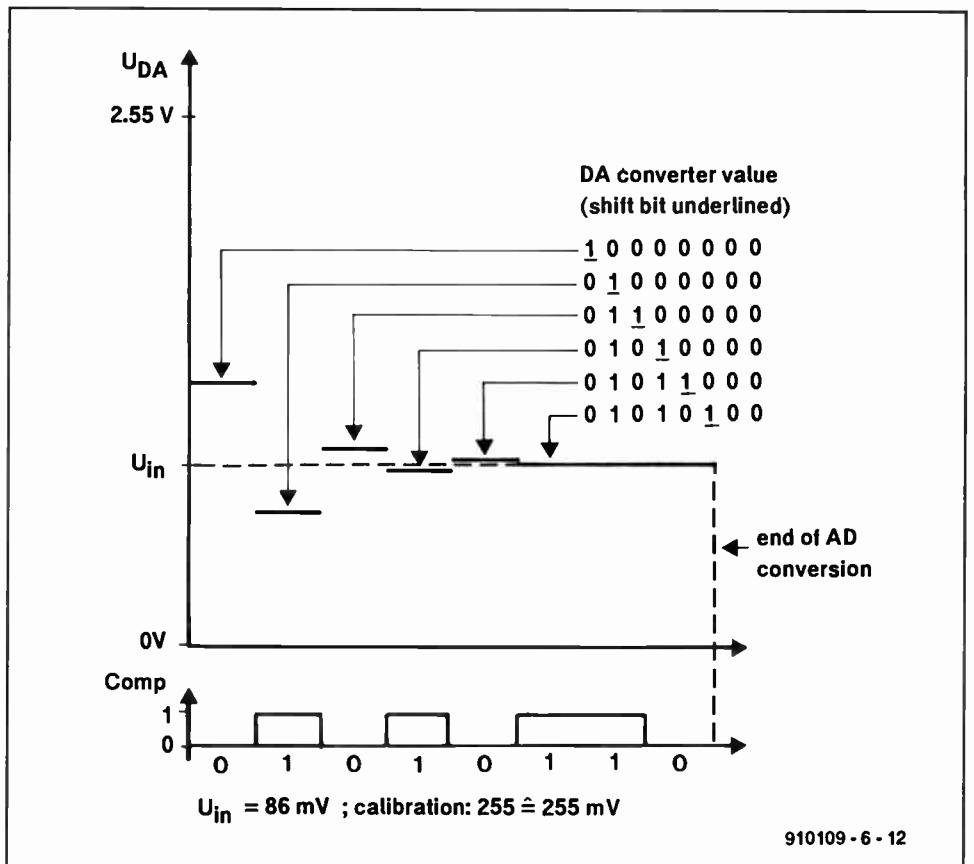 U_DA
2.55 V
DA converter value
(shift bit underlined)
1 0 0 0 0 0 0 0
0 1 0 0 0 0 0 0
0 1 1 0 0 0 0 0
0 1 0 1 0 0 0 0
0 1 0 1 1 0 0 0
0 1 0 1 0 1 0 0
U_in
end of AD
conversion
0V
Comp
1
0
0 1 0 1 0 1 1 0
U_in = 86 mV ; calibration: 255 ≙ 255 mV
910109 - 6 - 12